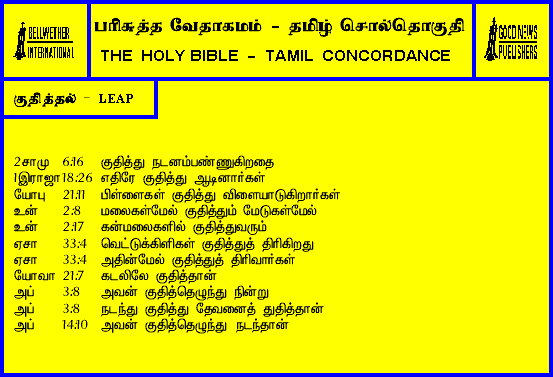 BELLWETHER
INTERNATIONAL
பரிசுத்த வேதாகமம் - தமிழ் சொல்தொகுதி
THE HOLY BIBLE - TAMIL CONCORDANCE
GOOD NEWS
PUBLISHERS
குதித்தல் - LEAP
2சாமு 6:16 குதித்து நடனம்பண்ணுகிறதை
1இராஜா 18:26 எதிரே குதித்து ஆடினார்கள்
யோபு 21:11 பிள்ளைகள் குதித்து விளையாடுகிறார்கள்
உன் 2:8 மலைகள்மேல் குதித்தும் மேடுகள்மேல்
உன் 2:17 கன்மலைகளில் குதித்துவரும்
ஏசா 33:4 வெட்டுக்கிளிகள் குதித்துத் திரிகிறது
ஏசா 33:4 அதின்மேல் குதித்துத் திரிவார்கள்
யோவா 21:7 கடலிலே குதித்தான்
அப் 3:8 அவன் குதித்தெழுந்து நின்று
அப் 3:8 நடந்து குதித்து தேவனைத் துதித்தான்
அப் 14:10 அவன் குதித்தெழுந்து நடந்தான்